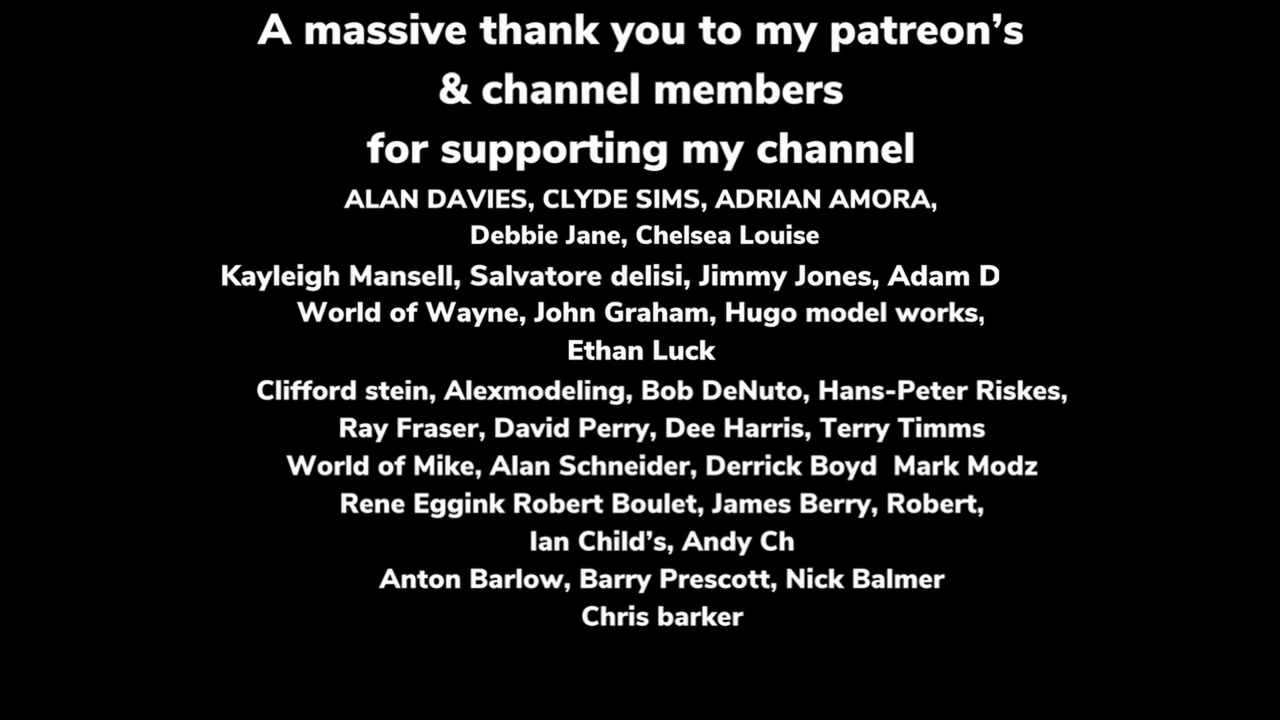 A massive thank you to my patreon’s
& channel members
for supporting my channel
ALAN DAVIES, CLYDE SIMS, ADRIAN AMORA,
Debbie Jane, Chelsea Louise
Kayleigh Mansell, Salvatore delisi, Jimmy Jones, Adam D
World of Wayne, John Graham, Hugo model works,
Ethan Luck
Clifford stein, Alexmodeling, Bob DeNuto, Hans-Peter Riskes,
Ray Fraser, David Perry, Dee Harris, Terry Timms
World of Mike, Alan Schneider, Derrick Boyd  Mark Modz
Rene Eggink Robert Boulet, James Berry, Robert,
Ian Child’s, Andy Ch
Anton Barlow, Barry Prescott, Nick Balmer
Chris barker